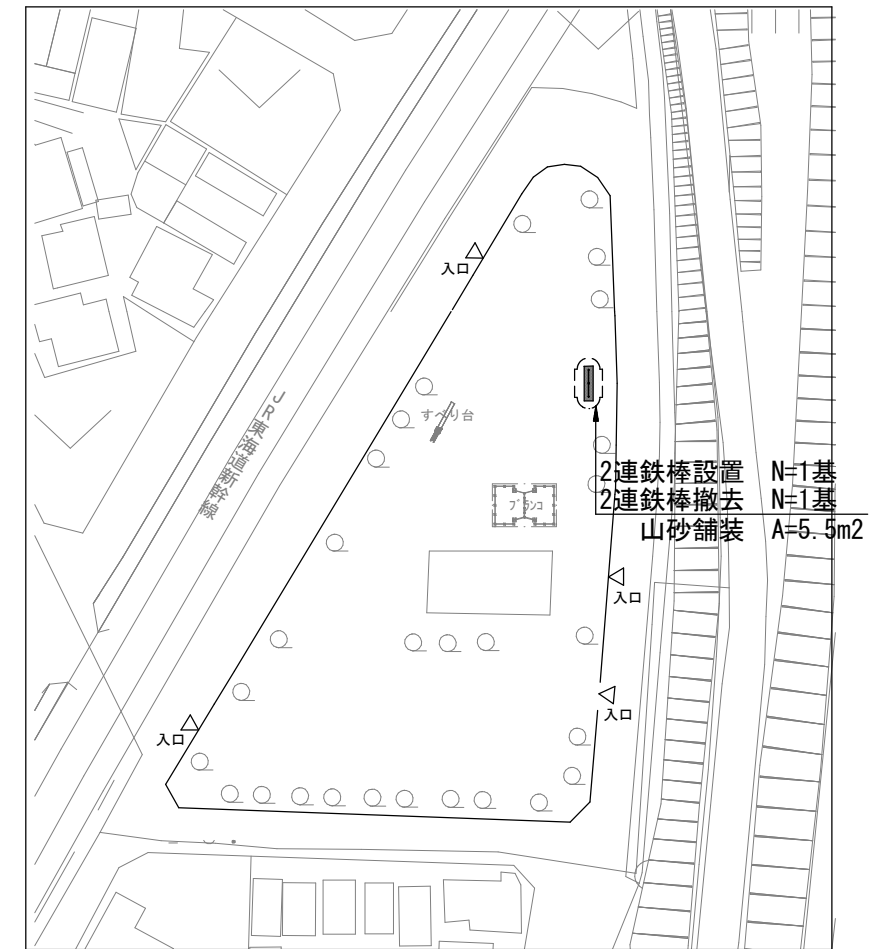 入口
すべり台
JR東海道新幹線
2連鉄棒設置 N=1基
2連鉄棒撤去 N=1基
ブランコ
山砂舗装 A=5.5m2
入口
入口
入口